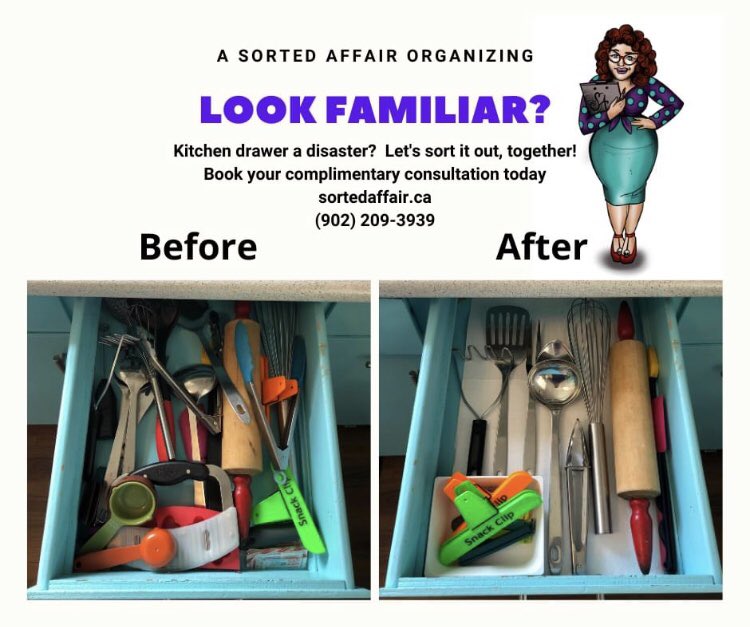 A SORTED AFFAIR ORGANIZING
LOOK FAMILIAR?
Kitchen drawer a disaster? Let's sort it out, together!
Book your complimentary consultation today
sortedaffair.ca
(902) 209-3939
Before
After
Snack Clip
Snack Clip